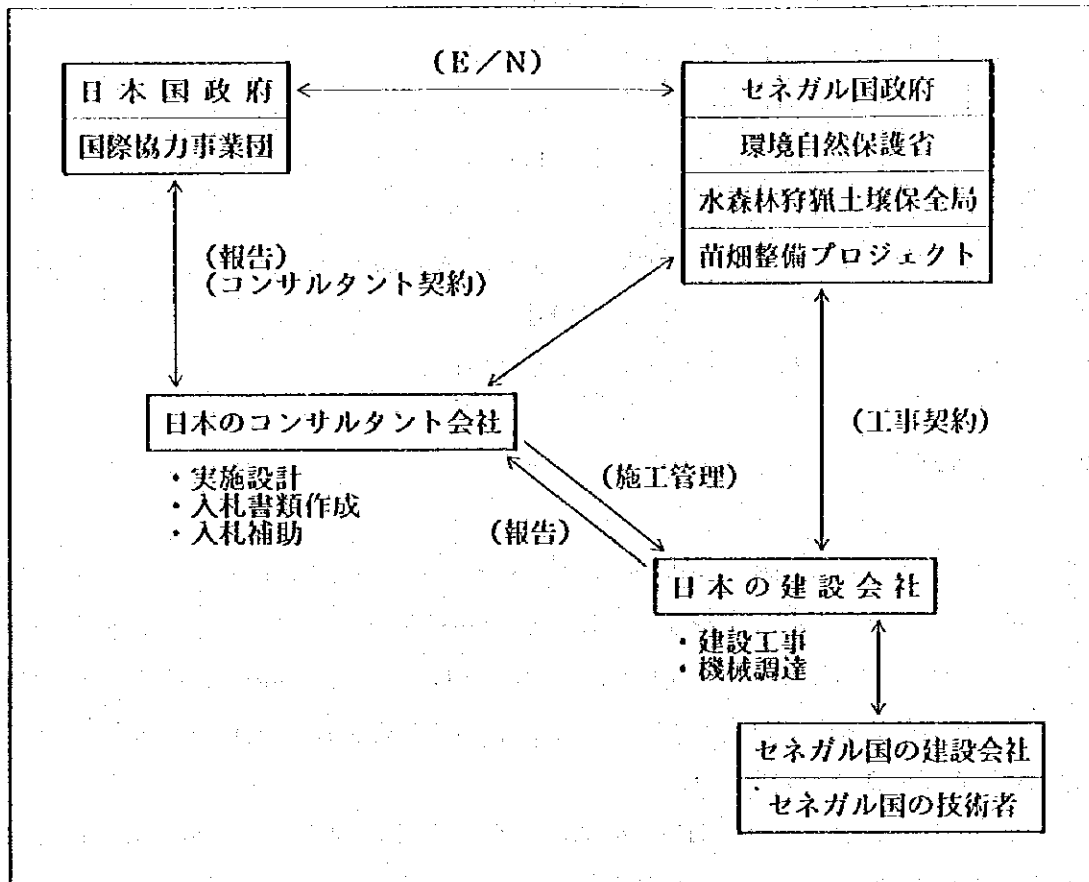 (E/N)
日本国政府
国際協力事業団
セネガル国政府
環境自然保護省
水森林狩猟土壌保全局
苗畑整備プロジェクト
(報告)
(コンサルタント契約)
日本のコンサルタント会社
・実施設計
・入札書類作成
・入札補助
(工事契約)
(施工管理)
(報告)
日本の建設会社
・建設工事
・機械調達
セネガル国の建設会社
セネガル国の技術者